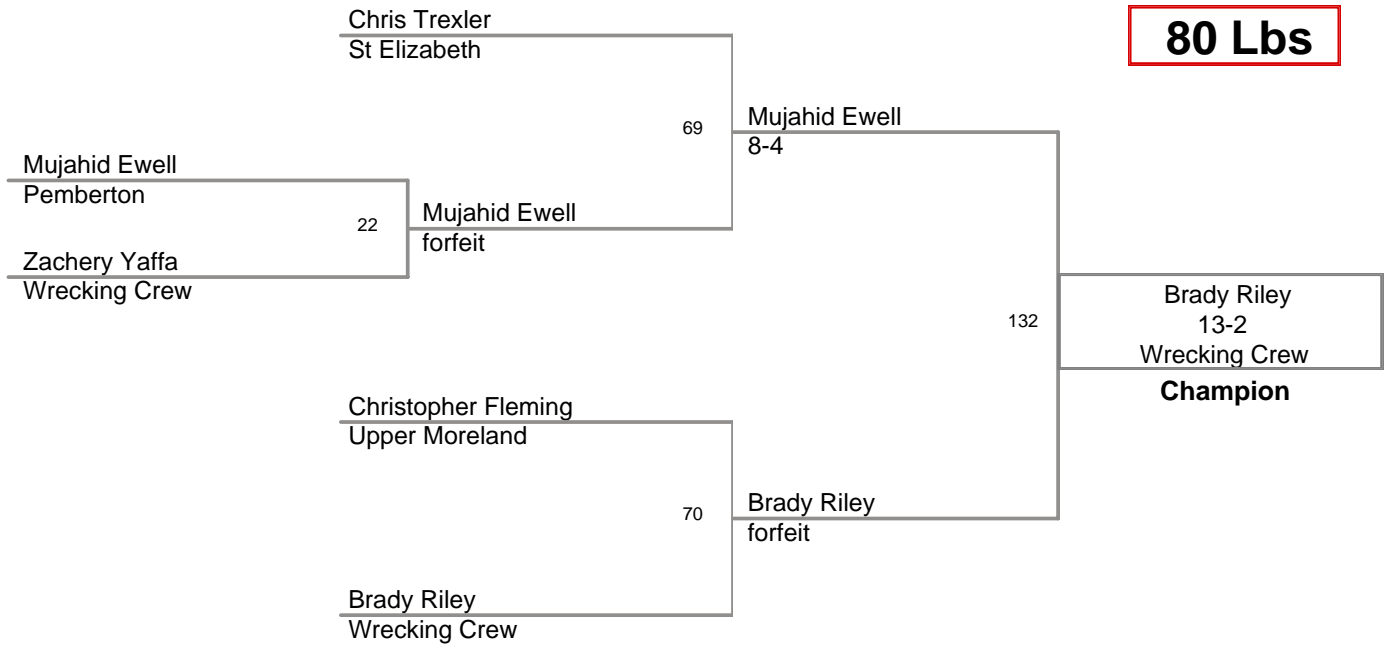 Chris Trexler
St Elizabeth
80 Lbs
69
Mujahid Ewell
8-4
Mujahid Ewell
Pemberton
22
Mujahid Ewell
forfeit
Zachery Yaffa
Wrecking Crew
132
Brady Riley
13-2
Wrecking Crew
Champion
Christopher Fleming
Upper Moreland
70
Brady Riley
forfeit
Brady Riley
Wrecking Crew